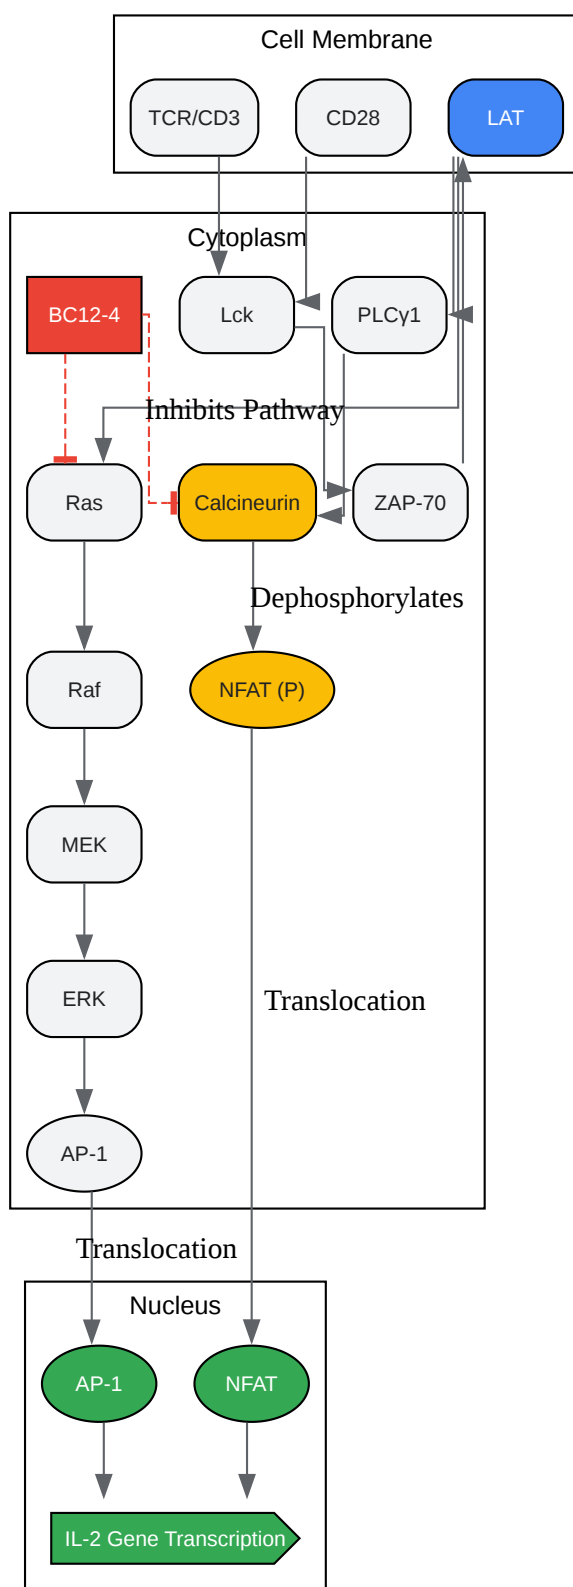 Cell Membrane
TCR/CD3
CD28
LAT
Cytoplasm
BC12-4
Lck
PLCγ1
Inhibits Pathway
Ras
Calcineurin
ZAP-70
Dephosphorylates
Raf
NFAT (P)
MEK
ERK
Translocation
AP-1
Translocation
Nucleus
AP-1
NFAT
IL-2 Gene Transcription